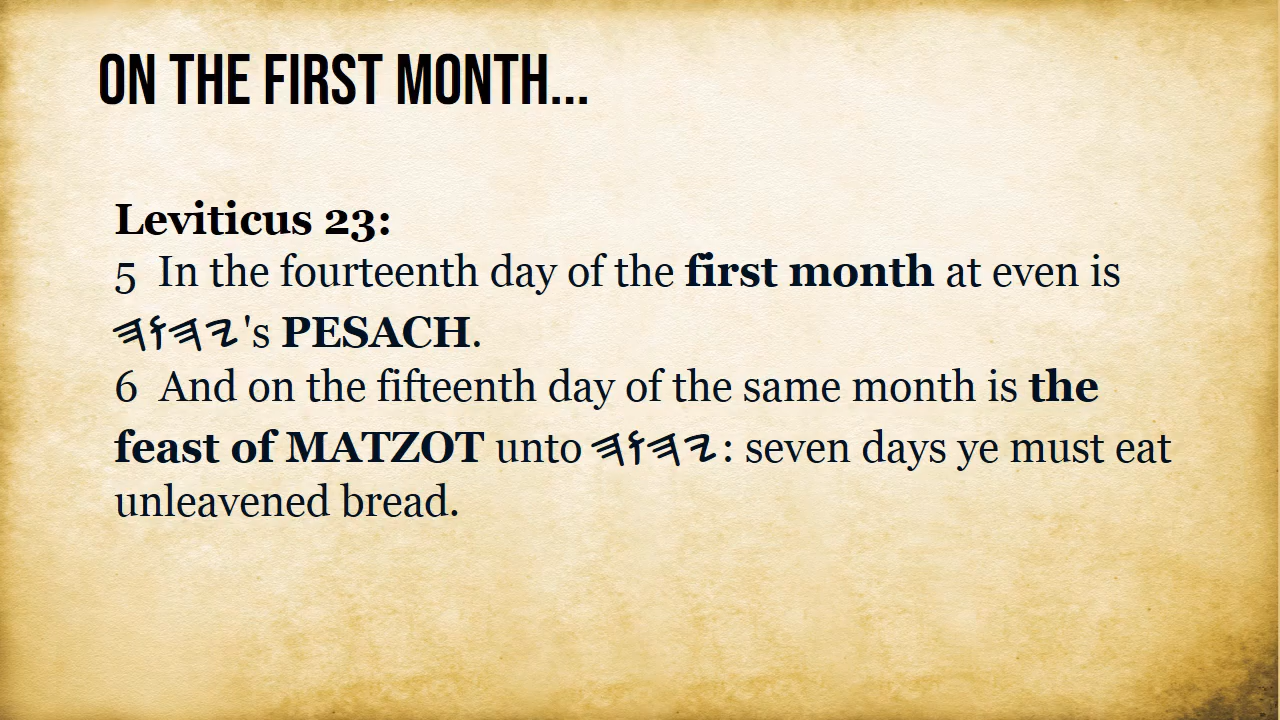 ON THE FIRST MONTH...
Leviticus 23:
5 In the fourteenth day of the first month at even is
𐤉𐤄𐤅𐤄's PESACH.
6 And on the fifteenth day of the same month is the
feast of MATZOT unto 𐤉𐤄𐤅𐤄: seven days ye must eat
unleavened bread.